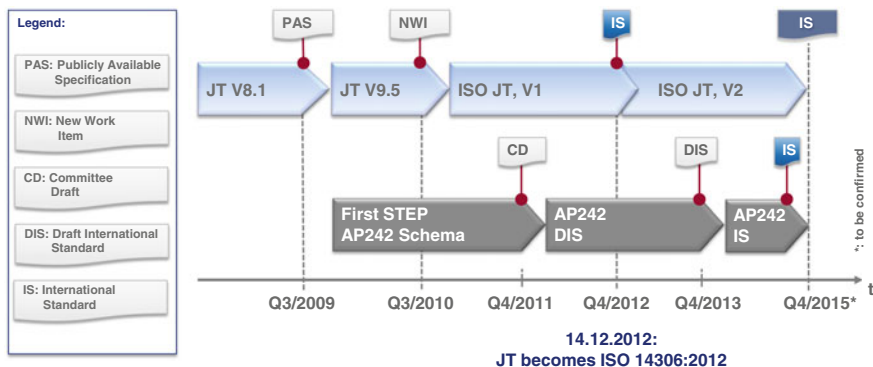 Legend:
PAS: Publicly Available
Specification
NWI: New Work
Item
CD: Committee
Draft
DIS: Draft International
Standard
IS: International
Standard
PAS
NWI
IS
IS
JT V8.1
JT V9.5
ISO JT, V1
ISO JT, V2
CD
DIS
IS
First STEP
AP242 Schema
AP242
DIS
AP242
IS
*: to be confirmed
t
Q3/2009
Q3/2010
Q4/2011
Q4/2012
Q4/2013
Q4/2015*
14.12.2012:
JT becomes ISO 14306:2012